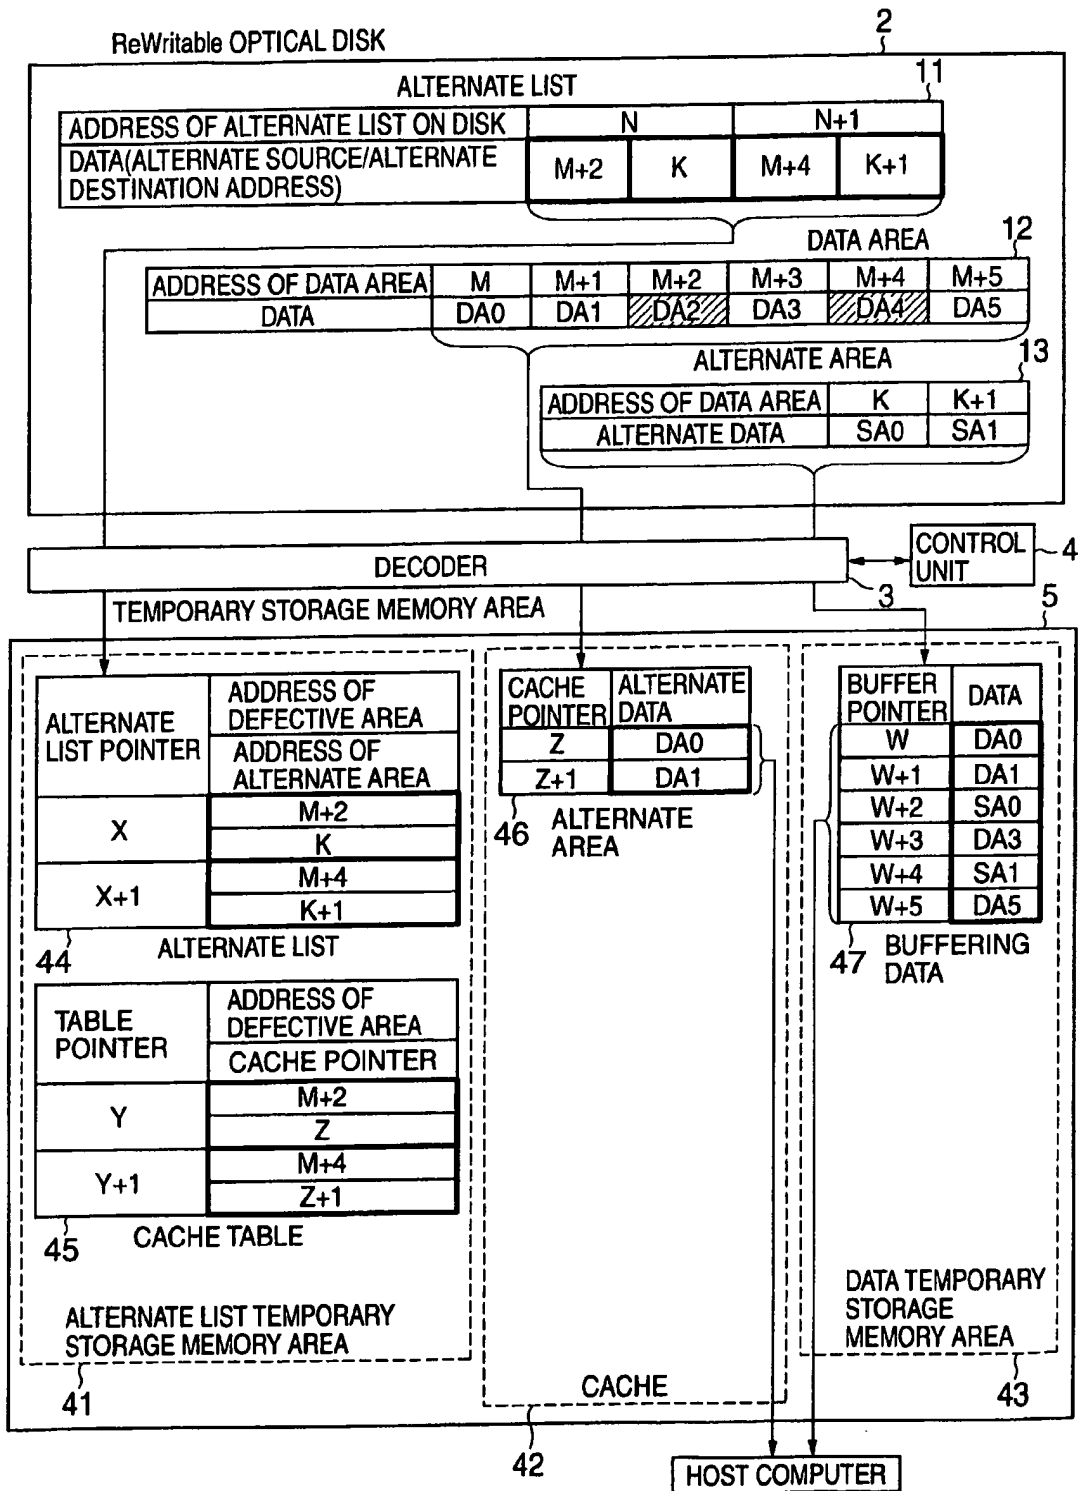 ReWritable OPTICAL DISK
2
ALTERNATE LIST
11
ADDRESS OF ALTERNATE LIST ON DISK N N+1
DATA(ALTERNATE SOURCE/ALTERNATE
DESTINATION ADDRESS)
M+2 K M+4 K+1
DATA AREA
12
ADDRESS OF DATA AREA M M+1 M+2 M+3 M+4 M+5
DATA DA0 DA1 DA2 DA3 DA4 DA5
ALTERNATE AREA
13
ADDRESS OF DATA AREA K K+1
ALTERNATE DATA SA0 SA1
DECODER
3
CONTROL
UNIT
4
TEMPORARY STORAGE MEMORY AREA
5
ALTERNATE
LIST POINTER
ADDRESS OF
DEFECTIVE AREA
ADDRESS OF
ALTERNATE AREA
X
M+2
K
X+1
M+4
K+1
44
ALTERNATE LIST
TABLE
POINTER
ADDRESS OF
DEFECTIVE AREA
CACHE POINTER
Y
M+2
Z
Y+1
M+4
Z+1
45
CACHE TABLE
ALTERNATE LIST TEMPORARY
STORAGE MEMORY AREA
41
CACHE
POINTER
ALTERNATE
DATA
Z DA0
Z+1 DA1
46
ALTERNATE
AREA
CACHE
42
BUFFER
POINTER
DATA
W DA0
W+1 DA1
W+2 SA0
W+3 DA3
W+4 SA1
W+5 DA5
47
BUFFERING
DATA
DATA TEMPORARY
STORAGE
MEMORY AREA
43
HOST COMPUTER